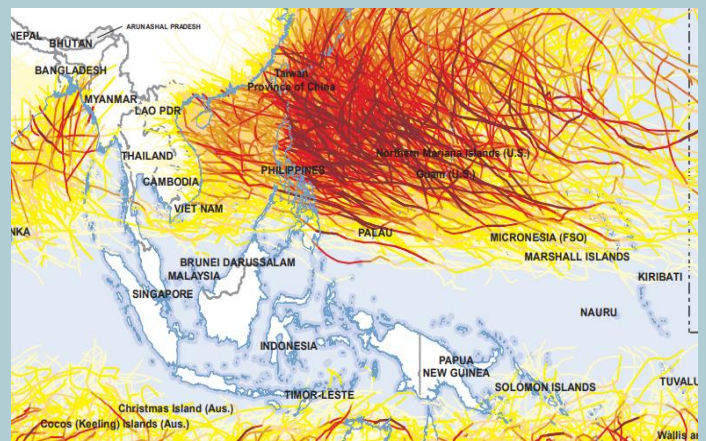 ARUNASHAL PRADESH
NEPAL
BHUTAN
BANGLADESH
Taiwan
Province of China
MYANMAR
LAO PDR
THAILAND
Northern Mariana Islands (U.S.)
PHILIPPINES
Guam (U.S.)
CAMBODIA
VIET NAM
NKA
PALAU
MICRONESIA (FSO)
BRUNEI DARUSSALAM
MARSHALL ISLANDS
MALAYSIA
KIRIBATI
SINGAPORE
NAURU
INDONESIA
PAPUA
NEW GUINEA
SOLOMON ISLANDS
TUVALU
TIMOR-LESTE
Christmas Island (Aus.)
Cocos (Keeling) Islands (Aus.)
Wallis an